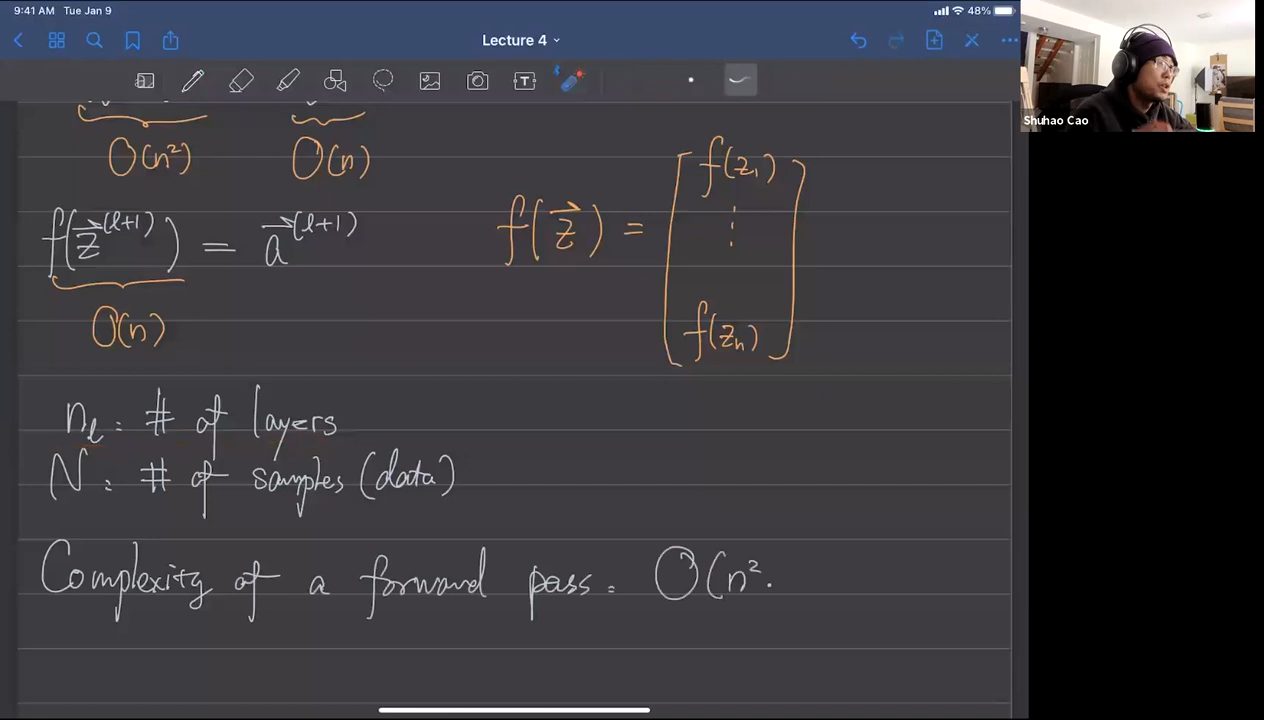 9:41 AM Tue Jan 9
48%
Lecture 4
T
Shuhao Cao
O(n²) O(n)
f(z⃗^(l+1)) = a⃗^(l+1)
O(n)
f(z⃗) = [f(z₁)
⋮
f(zₙ)]
n_l : # of layers
N : # of samples (data)
Complexity of a forward pass : O(n² ·